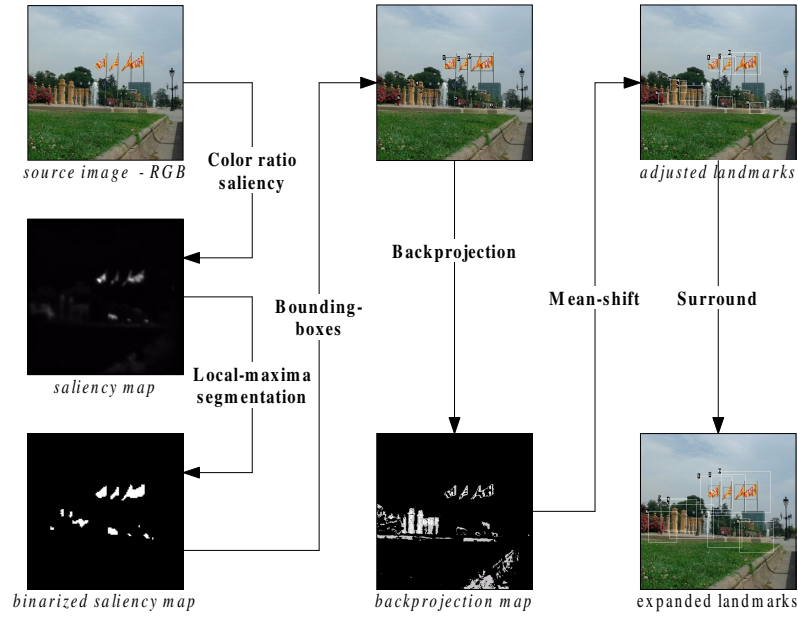 source image - RGB
Color ratio
saliency
saliency map
Local-maxima
segmentation
binarized saliency map
Bounding-
boxes
Backprojection
backprojection map
Mean-shift
adjusted landmarks
Surround
expanded landmarks